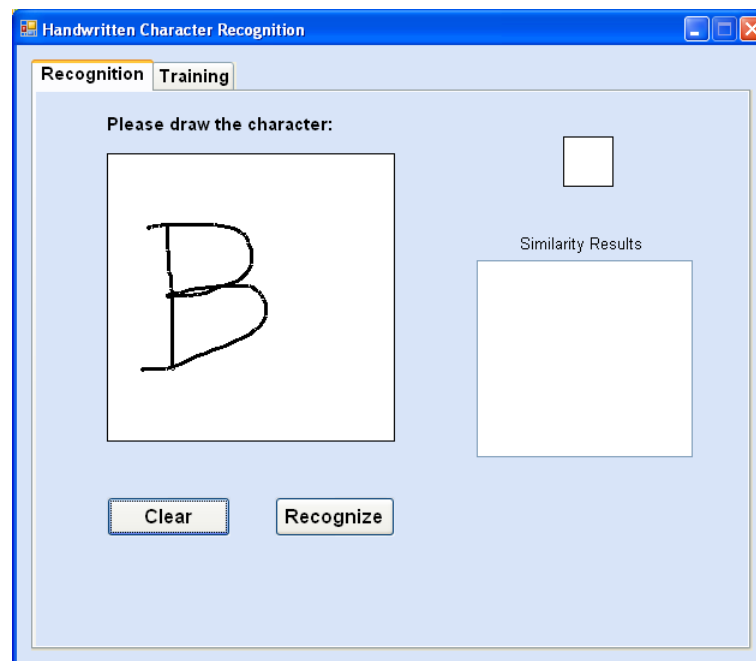 Handwritten Character Recognition
Recognition Training
Please draw the character:
B
Similarity Results
Clear Recognize